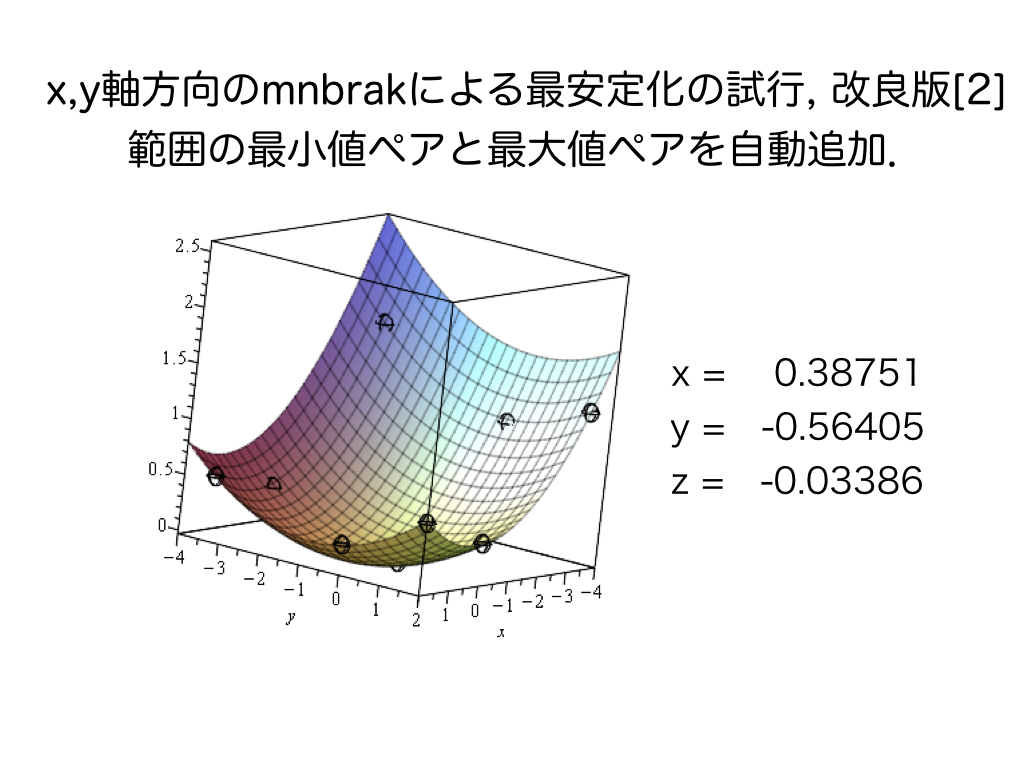 x,y軸方向のmnbrakによる最安定化の試行, 改良版[2]
範囲の最小値ペアと最大値ペアを自動追加.
2.5
2
1.5
1
0.5
0
−4
−3
−2
−1
0
1
2
y
1
0
−1
−2
−3
−4
x
x = 0.38751
y = -0.56405
z = -0.03386